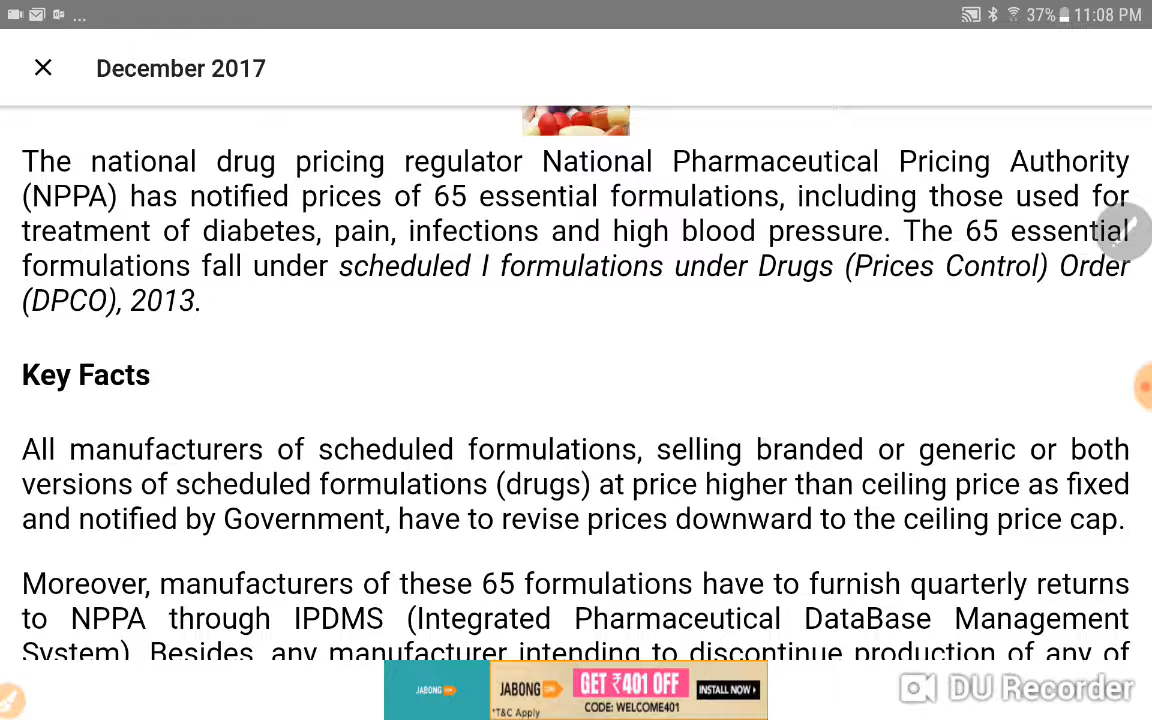 ... 37% 11:08 PM
December 2017
The national drug pricing regulator National Pharmaceutical Pricing Authority
(NPPA) has notified prices of 65 essential formulations, including those used for
treatment of diabetes, pain, infections and high blood pressure. The 65 essential
formulations fall under scheduled I formulations under Drugs (Prices Control) Order
(DPCO), 2013.
Key Facts
All manufacturers of scheduled formulations, selling branded or generic or both
versions of scheduled formulations (drugs) at price higher than ceiling price as fixed
and notified by Government, have to revise prices downward to the ceiling price cap.
Moreover, manufacturers of these 65 formulations have to furnish quarterly returns
to NPPA through IPDMS (Integrated Pharmaceutical DataBase Management
System). Besides, any manufacturer intending to discontinue production of any of
JABONG
JABONG
*T&C Apply
GET ₹401 OFF
CODE: WELCOME401
INSTALL NOW
DU Recorder